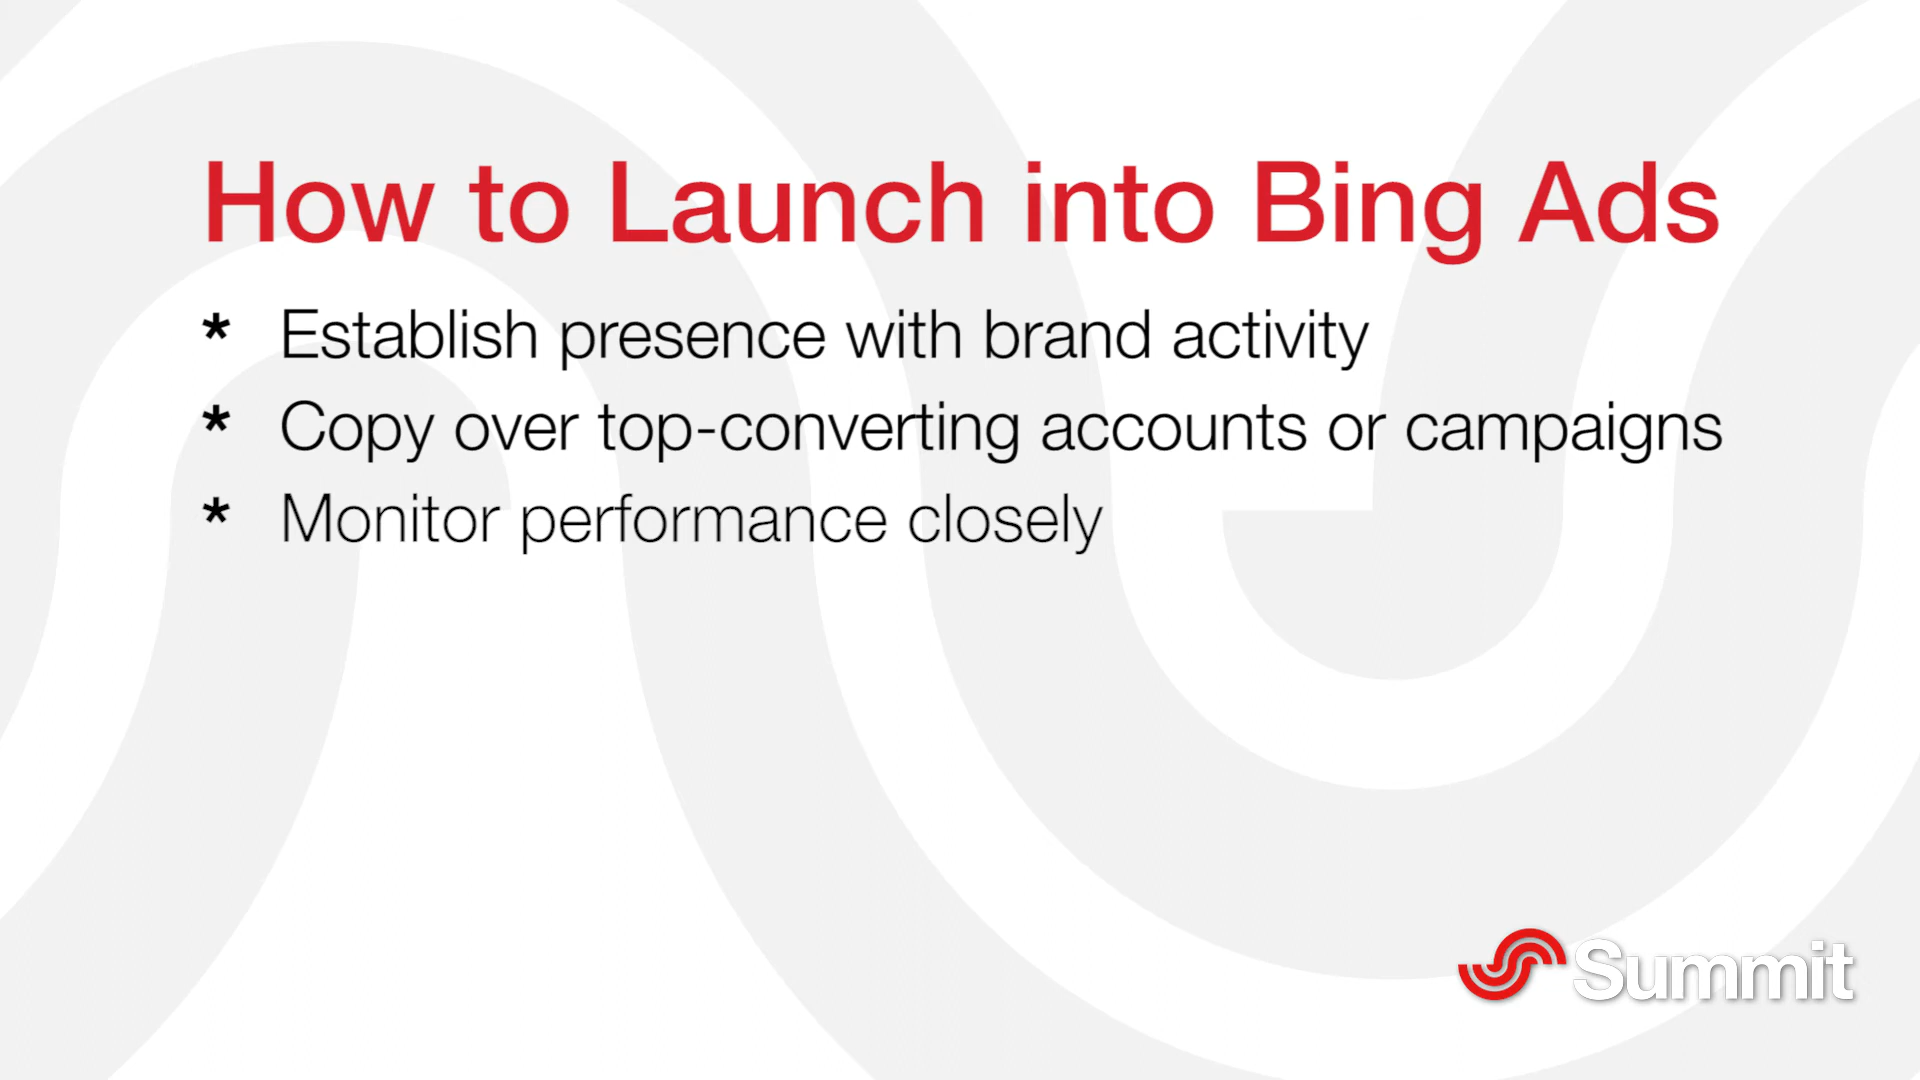 How to Launch into Bing Ads
* Establish presence with brand activity
* Copy over top-converting accounts or campaigns
* Monitor performance closely
Summit